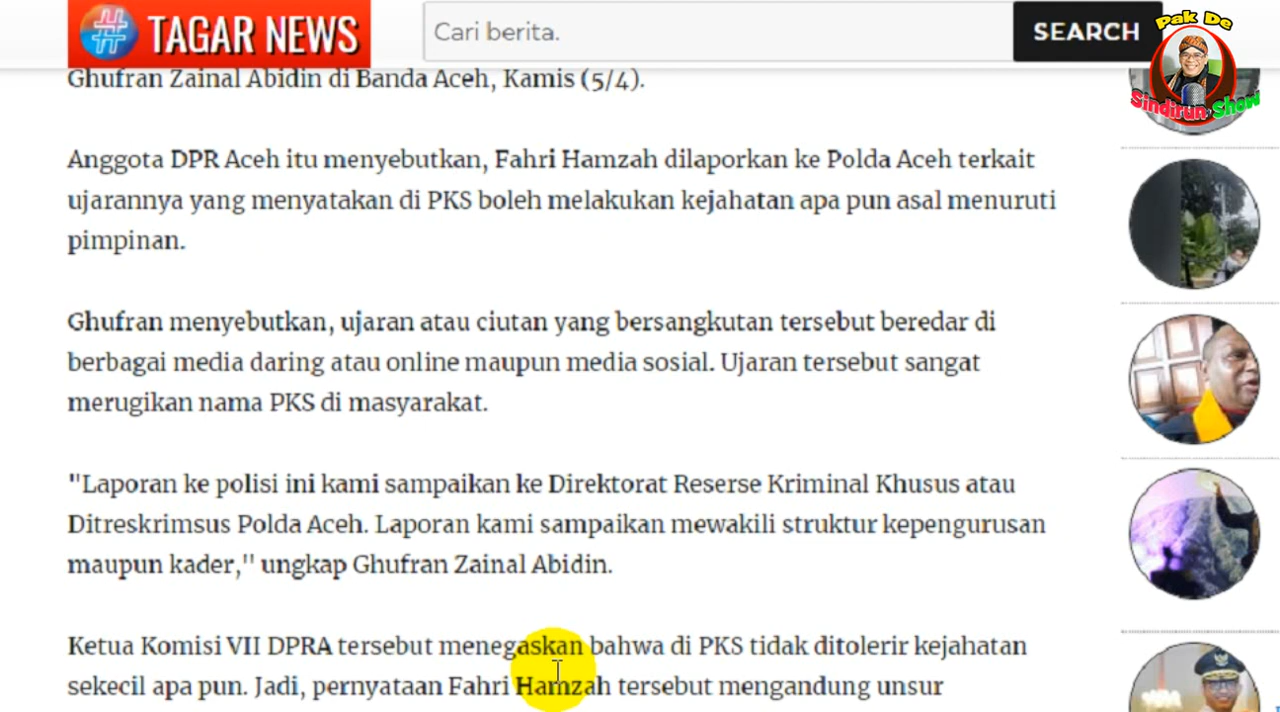 TAGAR NEWS
Cari berita.
SEARCH
Pak De
Sindirun Show
Ghufran Zainal Abidin di Banda Aceh, Kamis (5/4).
Anggota DPR Aceh itu menyebutkan, Fahri Hamzah dilaporkan ke Polda Aceh terkait
ujarannya yang menyatakan di PKS boleh melakukan kejahatan apa pun asal menuruti
pimpinan.
Ghufran menyebutkan, ujaran atau ciutan yang bersangkutan tersebut beredar di
berbagai media daring atau online maupun media sosial. Ujaran tersebut sangat
merugikan nama PKS di masyarakat.
"Laporan ke polisi ini kami sampaikan ke Direktorat Reserse Kriminal Khusus atau
Ditreskrimsus Polda Aceh. Laporan kami sampaikan mewakili struktur kepengurusan
maupun kader," ungkap Ghufran Zainal Abidin.
Ketua Komisi VII DPRA tersebut menegaskan bahwa di PKS tidak ditolerir kejahatan
sekecil apa pun. Jadi, pernyataan Fahri Hamzah tersebut mengandung unsur